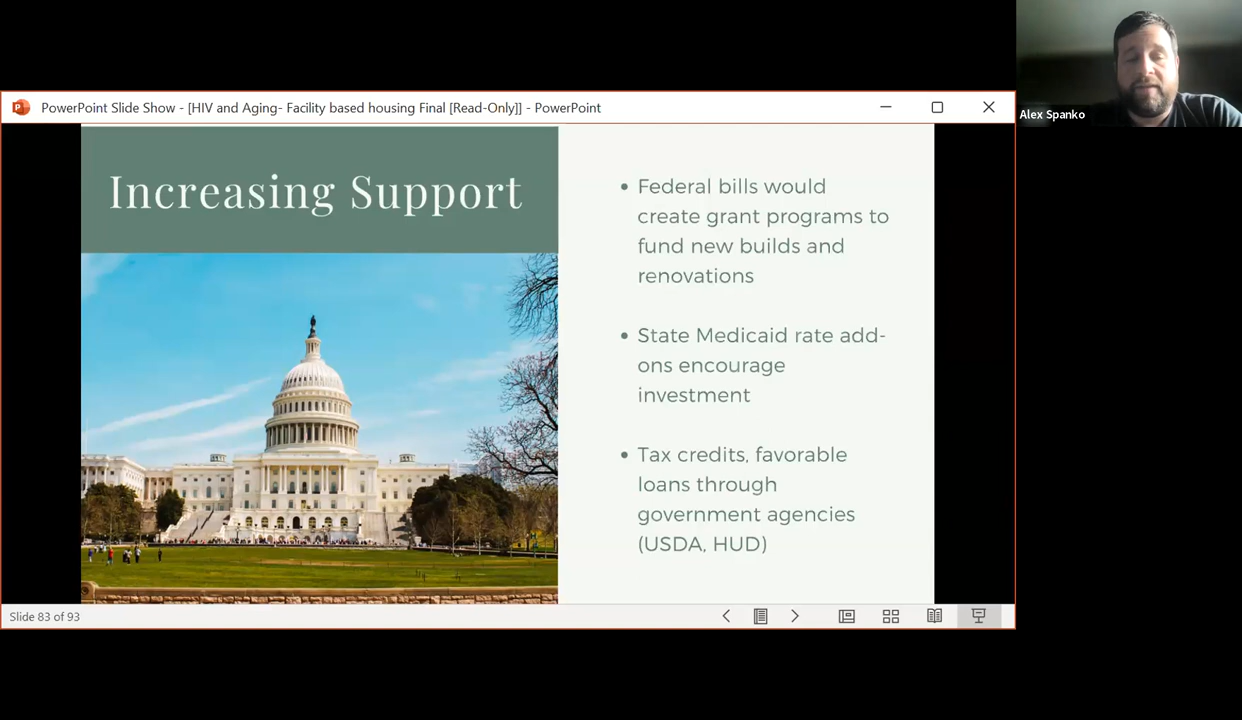 PowerPoint Slide Show - [HIV and Aging- Facility based housing Final [Read-Only]] - PowerPoint
Alex Spanko
Increasing Support
• Federal bills would
create grant programs to
fund new builds and
renovations
• State Medicaid rate add-
ons encourage
investment
• Tax credits, favorable
loans through
government agencies
(USDA, HUD)
Slide 83 of 93